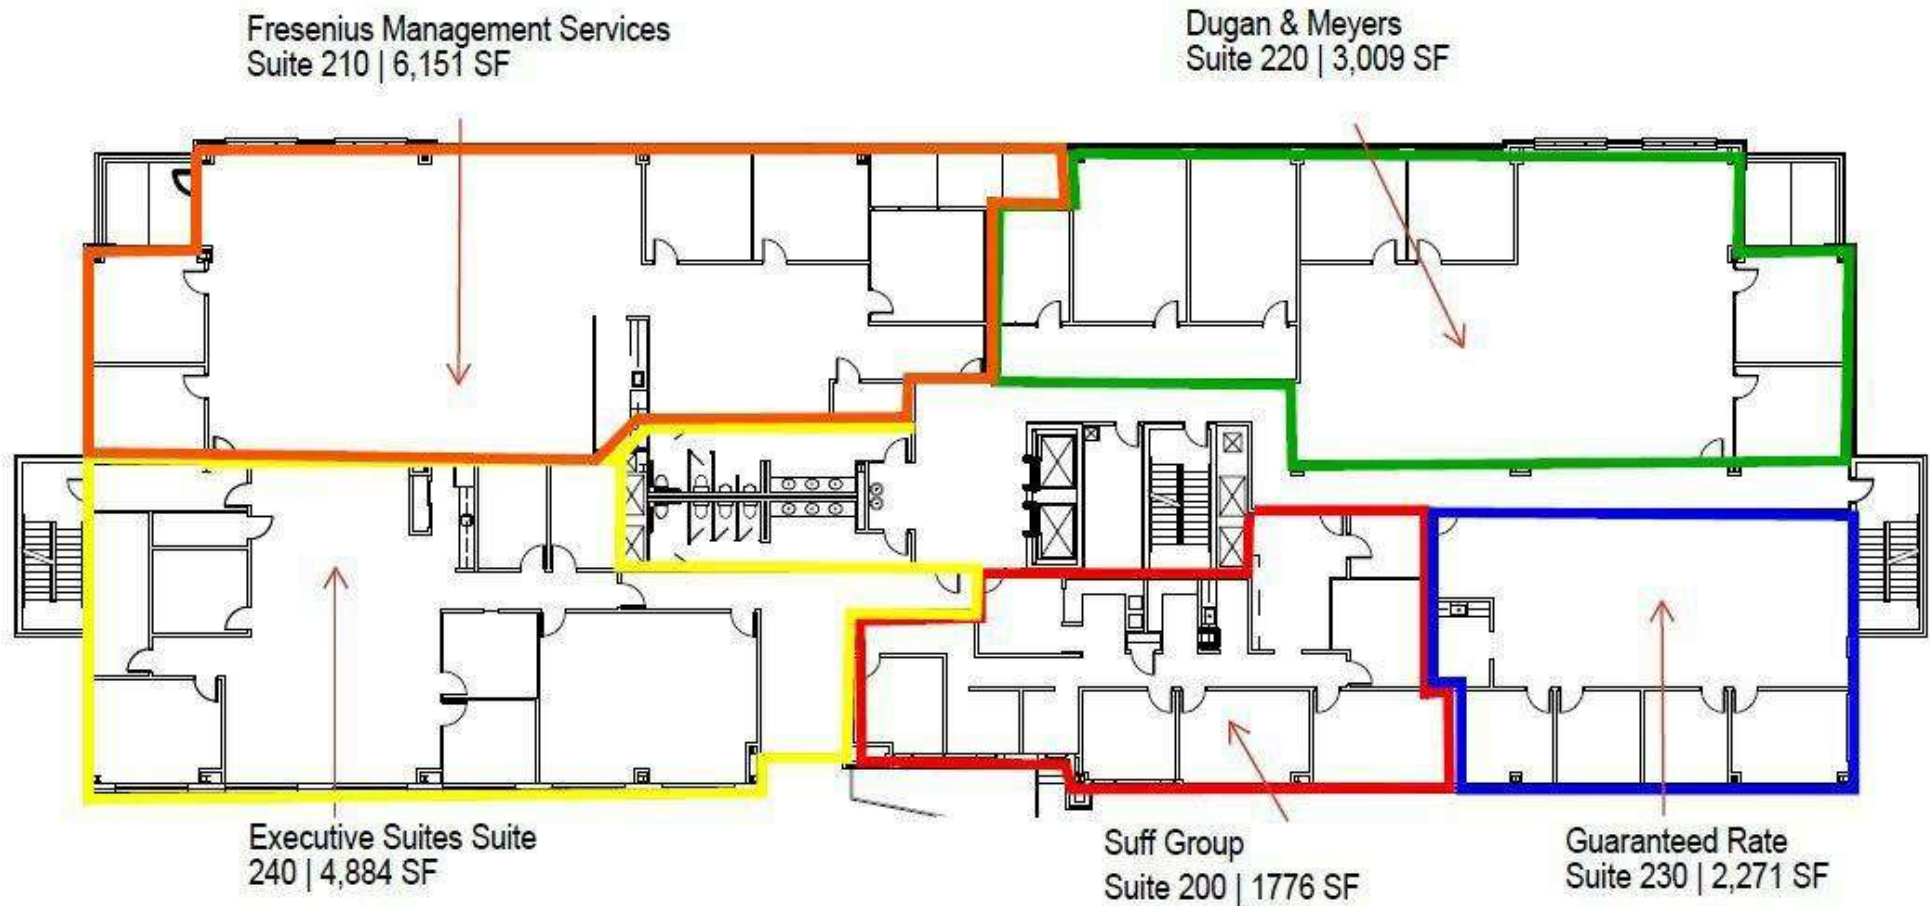 Fresenius Management Services
Suite 210 | 6,151 SF
Dugan & Meyers
Suite 220 | 3,009 SF
Executive Suites Suite
240 | 4,884 SF
Suff Group
Suite 200 | 1776 SF
Guaranteed Rate
Suite 230 | 2,271 SF